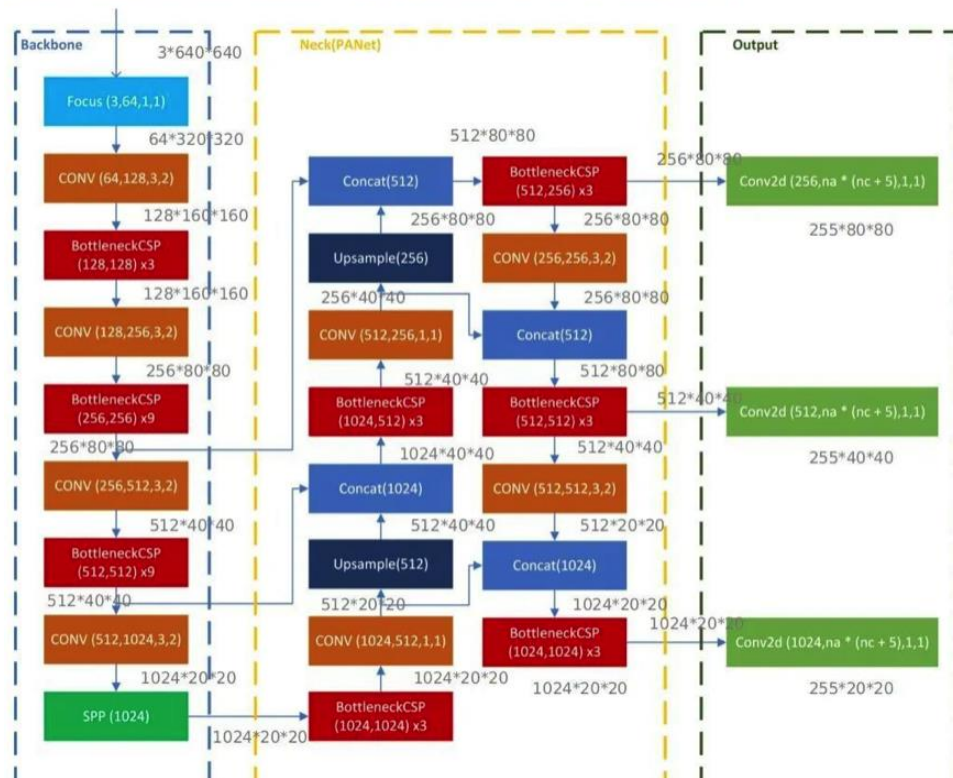 Backbone
3*640*640
Focus (3,64,1,1)
64*320*320
CONV (64,128,3,2)
128*160*160
BottleneckCSP
(128,128) x3
128*160*160
CONV (128,256,3,2)
256*80*80
BottleneckCSP
(256,256) x9
256*80*80
CONV (256,512,3,2)
512*40*40
BottleneckCSP
(512,512) x9
512*40*40
CONV (512,1024,3,2)
1024*20*20
SPP (1024)
1024*20*20
Neck(PANet)
512*80*80
Concat(512)
256*80*80
Upsample(256)
256*40*40
CONV (512,256,1,1)
512*40*40
BottleneckCSP
(1024,512) x3
1024*40*40
Concat(1024)
512*40*40
Upsample(512)
512*20*20
CONV (1024,512,1,1)
1024*20*20
BottleneckCSP
(1024,1024) x3
BottleneckCSP
(512,256) x3
256*80*80
CONV (256,256,3,2)
256*80*80
Concat(512)
512*80*80
BottleneckCSP
(512,512) x3
512*40*40
CONV (512,512,3,2)
512*20*20
Concat(1024)
1024*20*20
BottleneckCSP
(1024,1024) x3
1024*20*20
Output
256*80*80
Conv2d (256,na * (nc + 5),1,1)
255*80*80
512*40*40
Conv2d (512,na * (nc + 5),1,1)
255*40*40
1024*20*20
Conv2d (1024,na * (nc + 5),1,1)
255*20*20